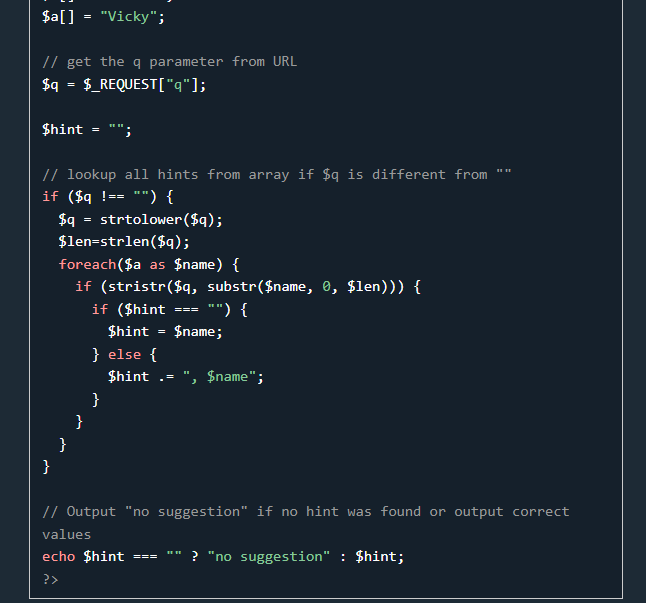 $a[] = "Vicky";

// get the q parameter from URL
$q = $_REQUEST["q"];

$hint = "";

// lookup all hints from array if $q is different from ""
if ($q !== "") {
  $q = strtolower($q);
  $len=strlen($q);
  foreach($a as $name) {
    if (stristr($q, substr($name, 0, $len))) {
      if ($hint === "") {
        $hint = $name;
      } else {
        $hint .= ", $name";
      }
    }
  }
}

// Output "no suggestion" if no hint was found or output correct
values
echo $hint === "" ? "no suggestion" : $hint;
?>